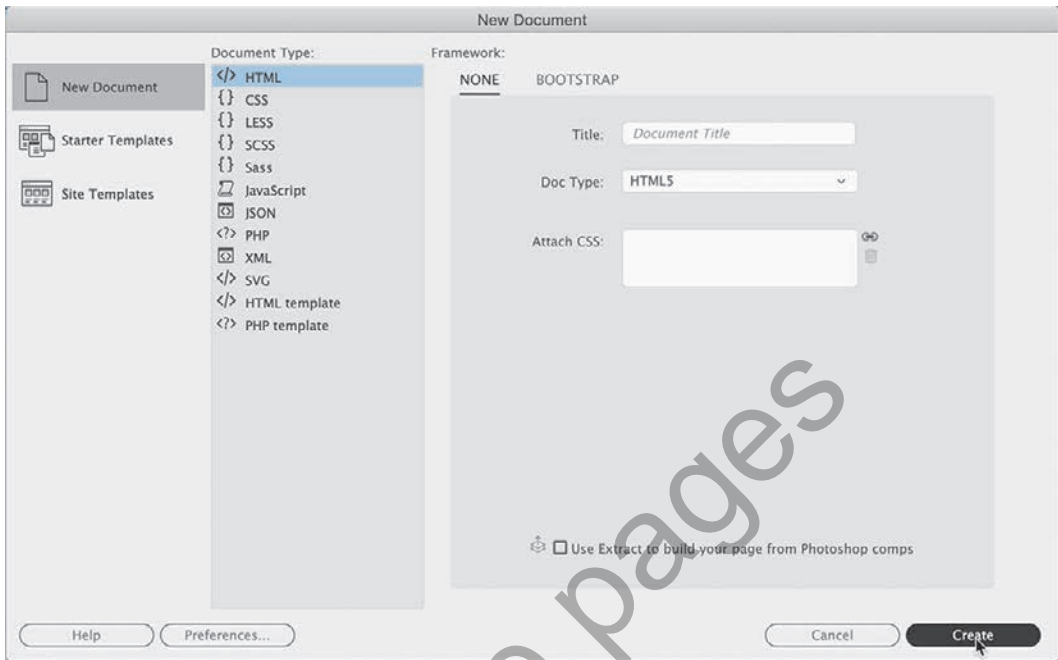 New Document
New Document
Starter Templates
Site Templates
Document Type:
HTML
CSS
LESS
SCSS
Sass
JavaScript
JSON
PHP
XML
SVG
HTML template
PHP template
Framework:
NONE BOOTSTRAP
Title: Document Title
Doc Type: HTML5
Attach CSS:
Use Extract to build your page from Photoshop comps
Help Preferences... Cancel Create
pages